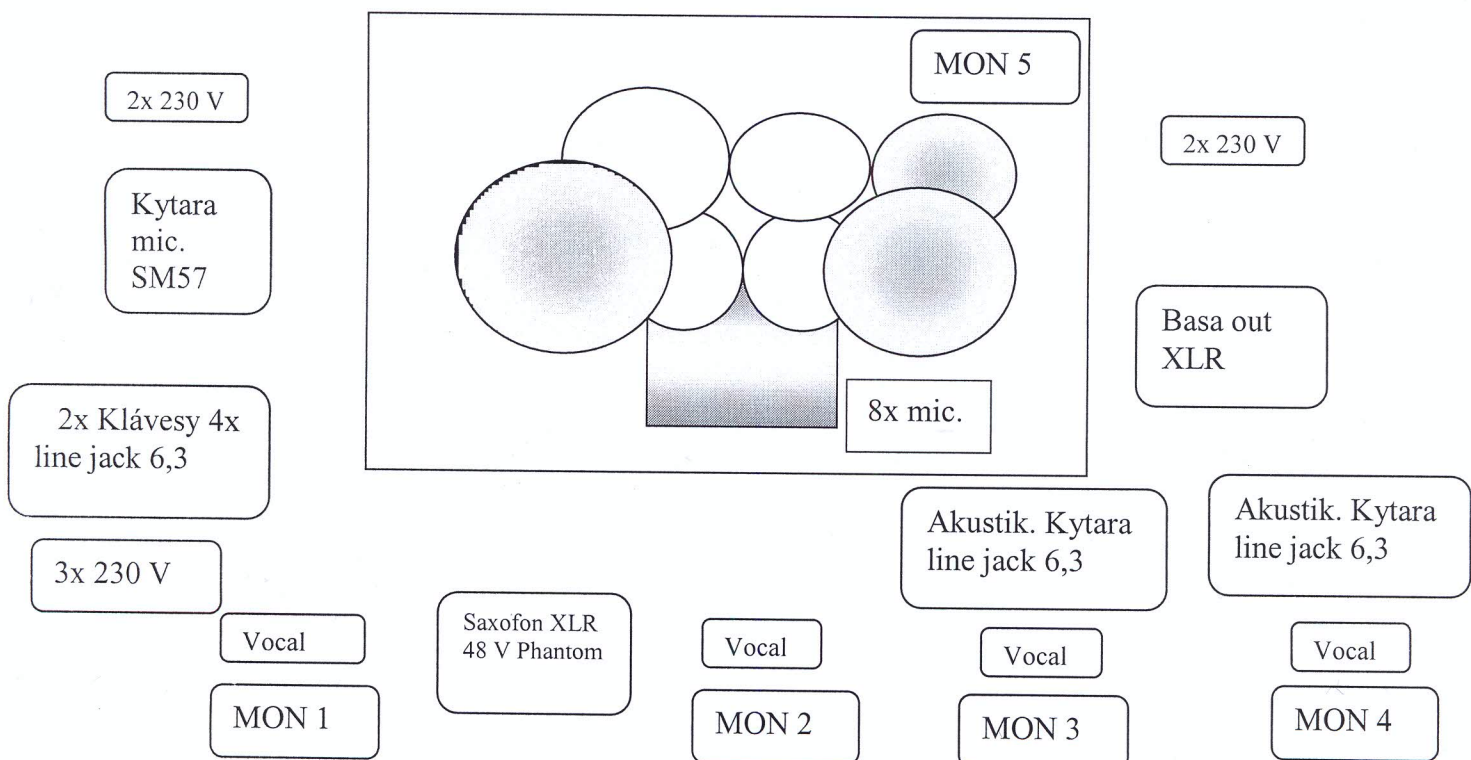 MON 5
2x 230 V
2x 230 V
Kytara
mic.
SM57
Basa out
XLR
2x Klávesy 4x
line jack 6,3
8x mic.
Akustik. Kytara
line jack 6,3
Akustik. Kytara
line jack 6,3
3x 230 V
Vocal
Saxofon XLR
48 V Phantom
Vocal
Vocal
Vocal
MON 1
MON 2
MON 3
MON 4